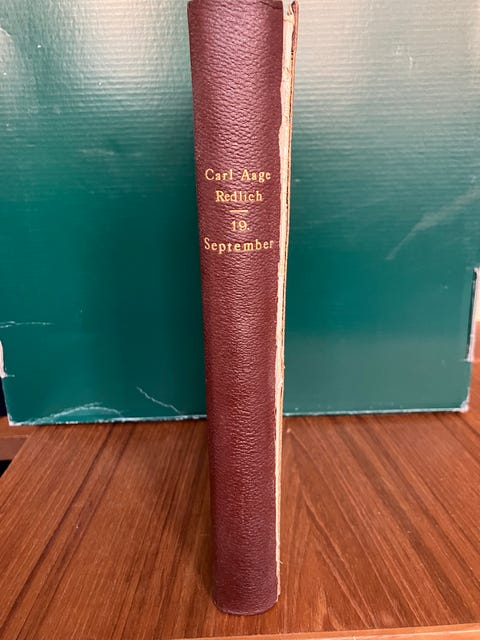 Carl Aage
Redlich
19.
September